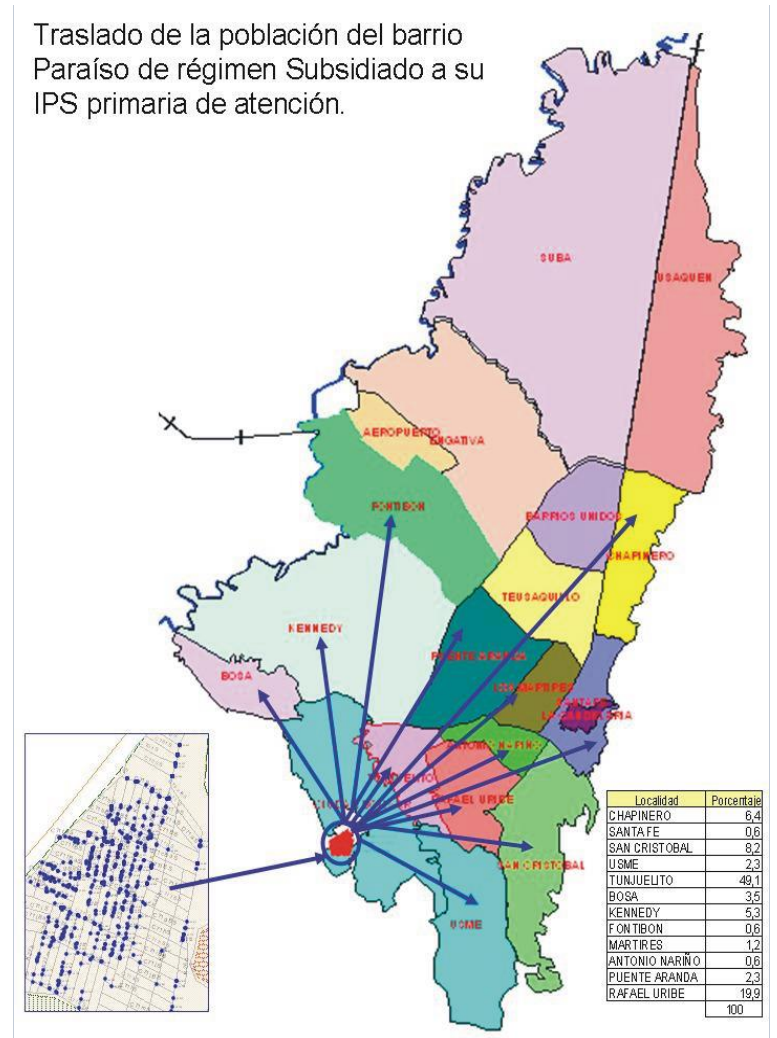 Traslado de la población del barrio
Paraíso de régimen Subsidiado a su
IPS primaria de atención.
SUBA
USAQUEN
AEROPUERTO
ENGATIVA
FONTIBON
BARRIOS UNIDOS
CHAPINERO
TEUSAQUILLO
KENNEDY
PUENTE ARANDA
BOSA
LOS MARTIRES
SANTA FE
LA CANDELARIA
ANTONIO NARIÑO
RAFAEL URIBE
SAN CRISTOBAL
USME
Localidad Porcentaje
CHAPINERO 6,4
SANTA FE 0,6
SAN CRISTOBAL 8,2
USME 2,3
TUNJUELITO 49,1
BOSA 3,5
KENNEDY 5,3
FONTIBON 0,6
MARTIRES 1,2
ANTONIO NARIÑO 0,6
PUENTE ARANDA 2,3
RAFAEL URIBE 19,9
100